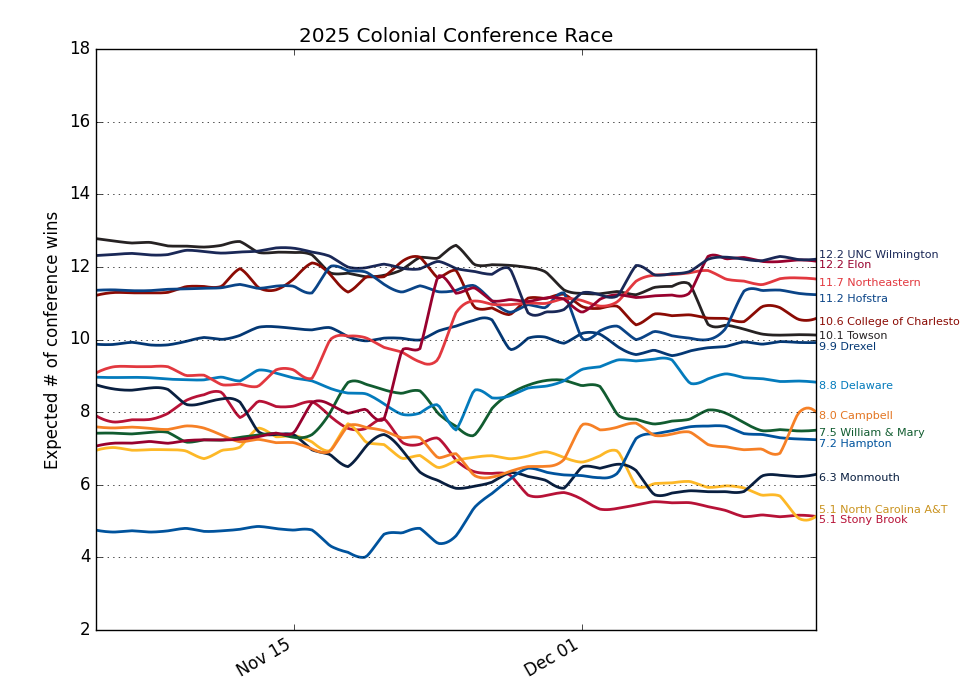 2025 Colonial Conference Race
Expected # of conference wins
18
16
14
12
10
8
6
4
2
Nov 15
Dec 01
12.2 UNC Wilmington
12.2 Elon
11.7 Northeastern
11.2 Hofstra
10.6 College of Charlesto
10.1 Towson
9.9 Drexel
8.8 Delaware
8.0 Campbell
7.5 William & Mary
7.2 Hampton
6.3 Monmouth
5.1 North Carolina A&T
5.1 Stony Brook